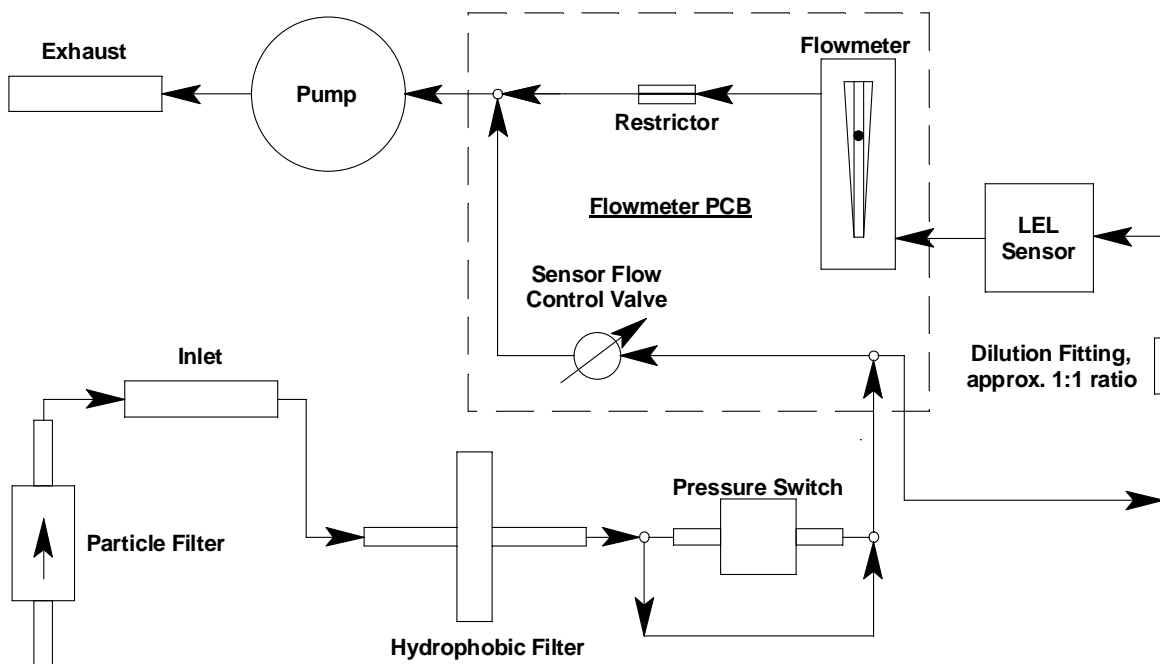 Exhaust
Pump
Flowmeter
Restrictor
Flowmeter PCB
LEL
Sensor
Sensor Flow
Control Valve
Inlet
Dilution Fitting,
approx. 1:1 ratio
Pressure Switch
Particle Filter
Hydrophobic Filter